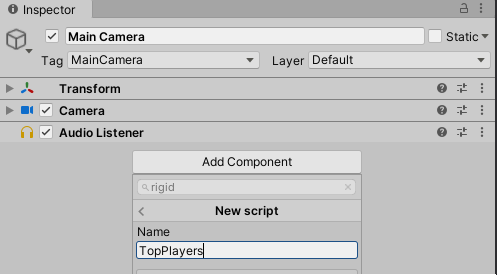 Inspector
Main Camera
Static
Tag MainCamera Layer Default
Transform
Camera
Audio Listener
Add Component
rigid
New script
Name
TopPlayers